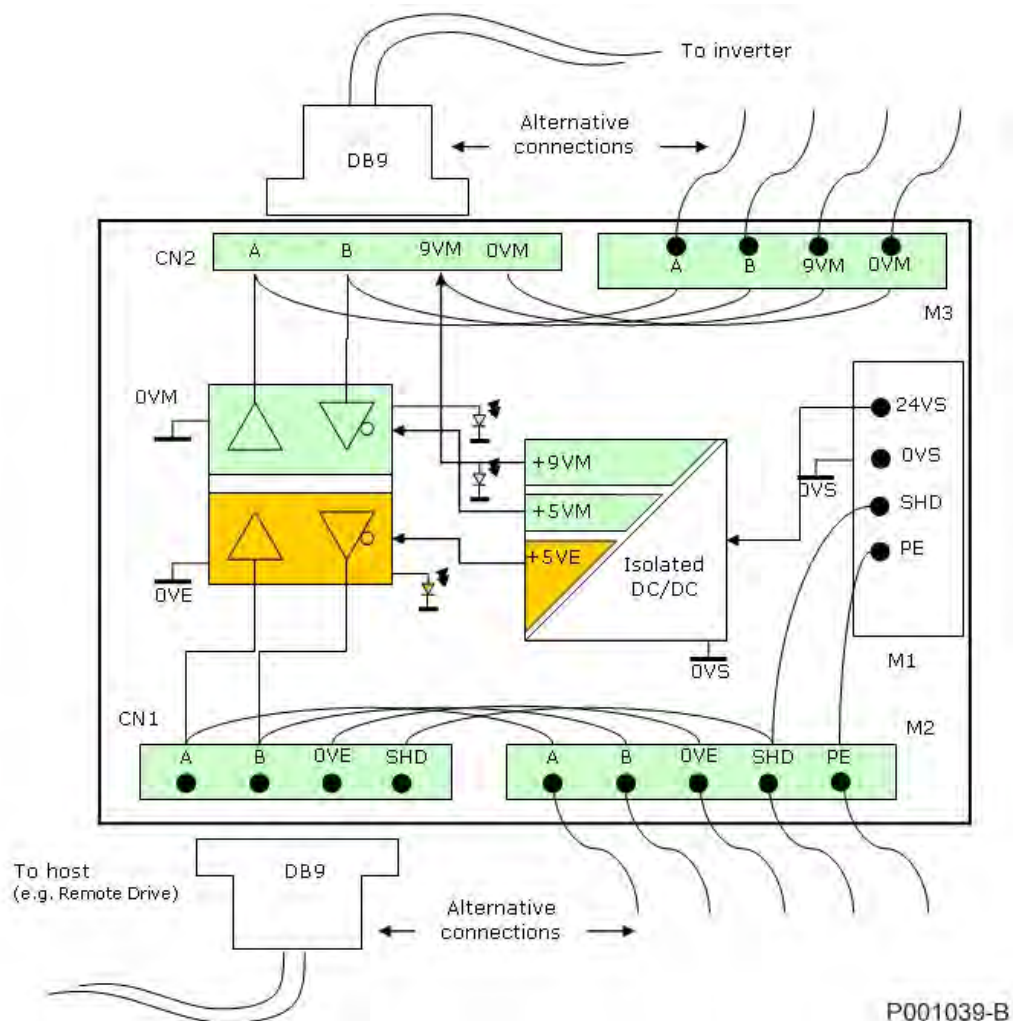 To inverter
Alternative
connections
DB9
CN2
A B 9VM 0VM
A B 9VM 0VM
M3
0VM
24VS
0VS
0VS
SHD
PE
+9VM
+5VM
+5VE
Isolated
DC/DC
0VE
0VS
M1
CN1
M2
A B 0VE SHD
A B 0VE SHD PE
To host
(e.g. Remote Drive)
DB9
Alternative
connections
P001039-B